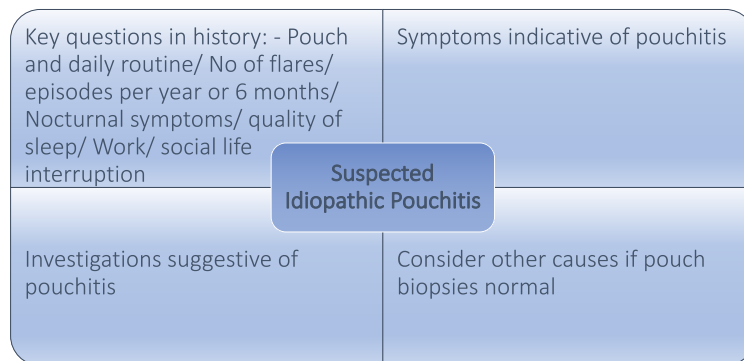 Key questions in history: - Pouch
and daily routine/ No of flares/
episodes per year or 6 months/
Nocturnal symptoms/ quality of
sleep/ Work/ social life
interruption
Symptoms indicative of pouchitis
Suspected
Idiopathic Pouchitis
Investigations suggestive of
pouchitis
Consider other causes if pouch
biopsies normal